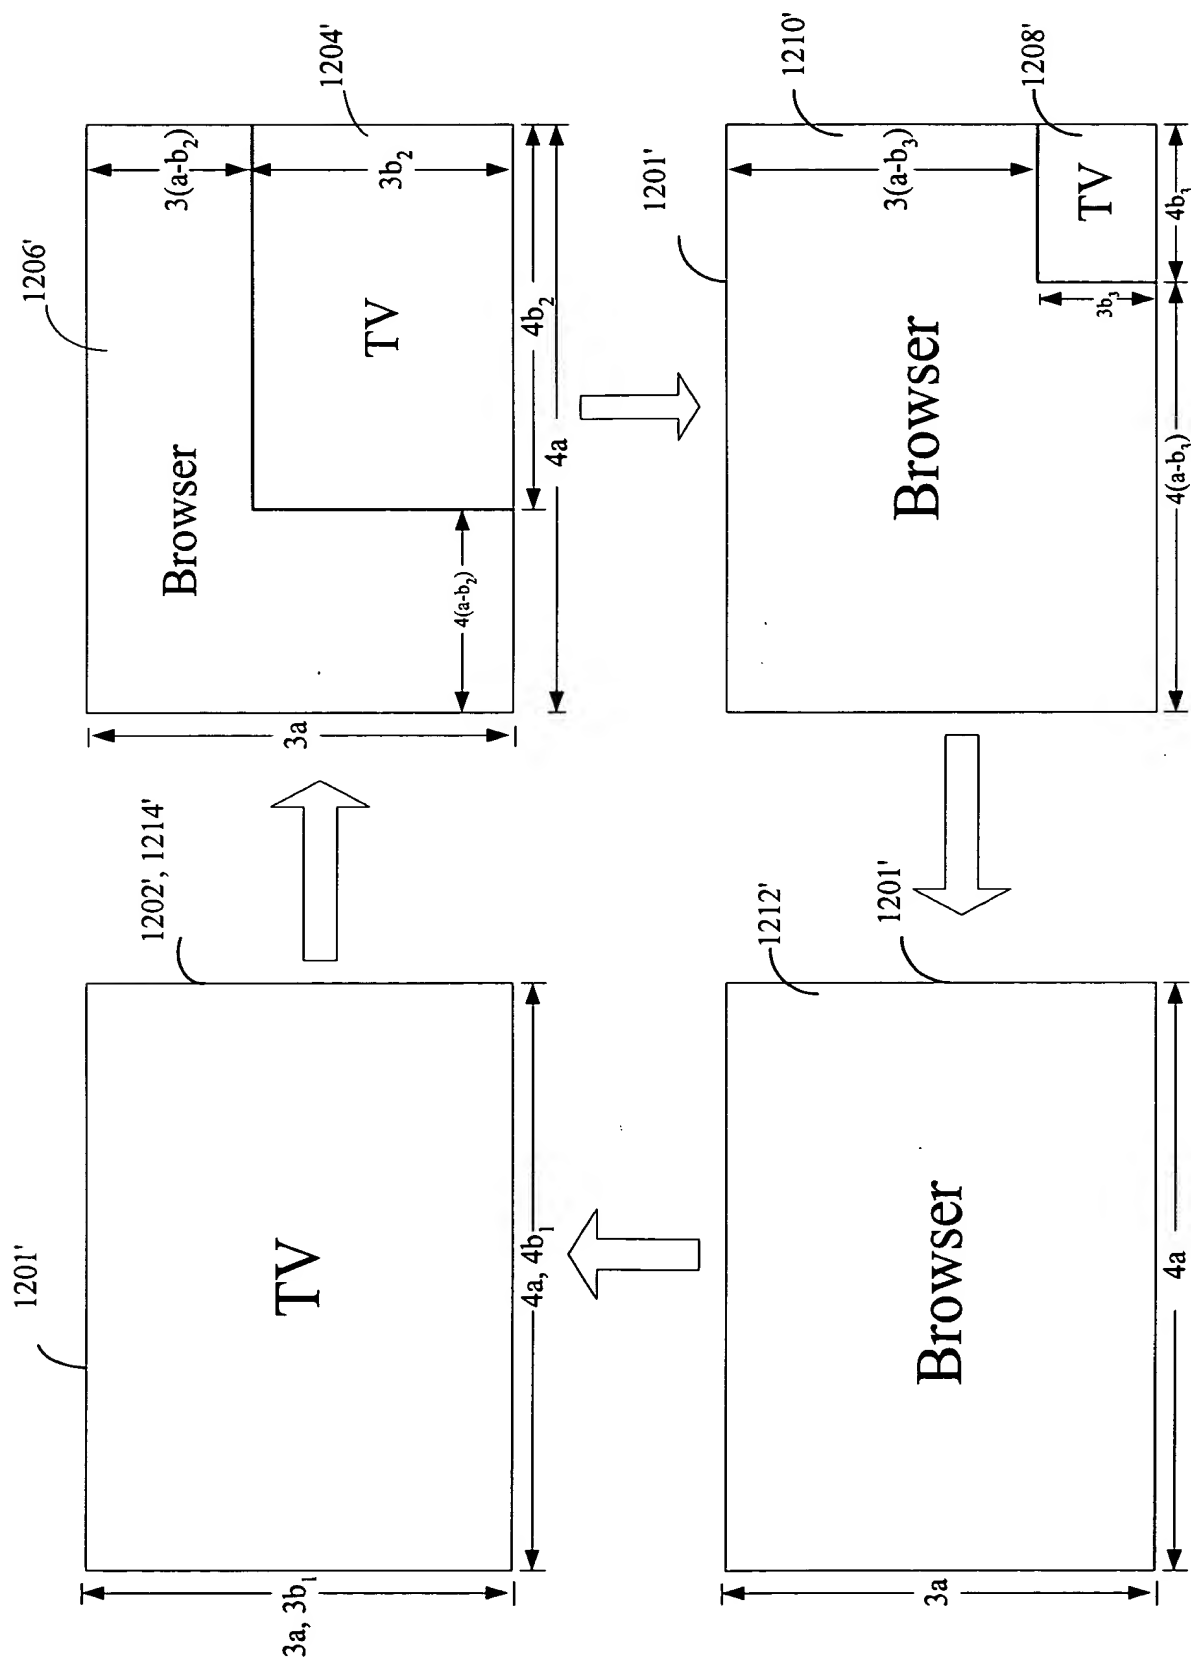 1201'
TV
3a, 3b₁
4a, 4b₁
1202', 1214'
1206'
Browser
3(a-b₂)
1204'
3b₂
TV
4(a-b₂)
4b₂
4a
3a
1212'
1201'
Browser
3a
4a
1201'
1210'
Browser
3(a-b₃)
1208'
TV
3b₃
4(a-b₃)
4b₃